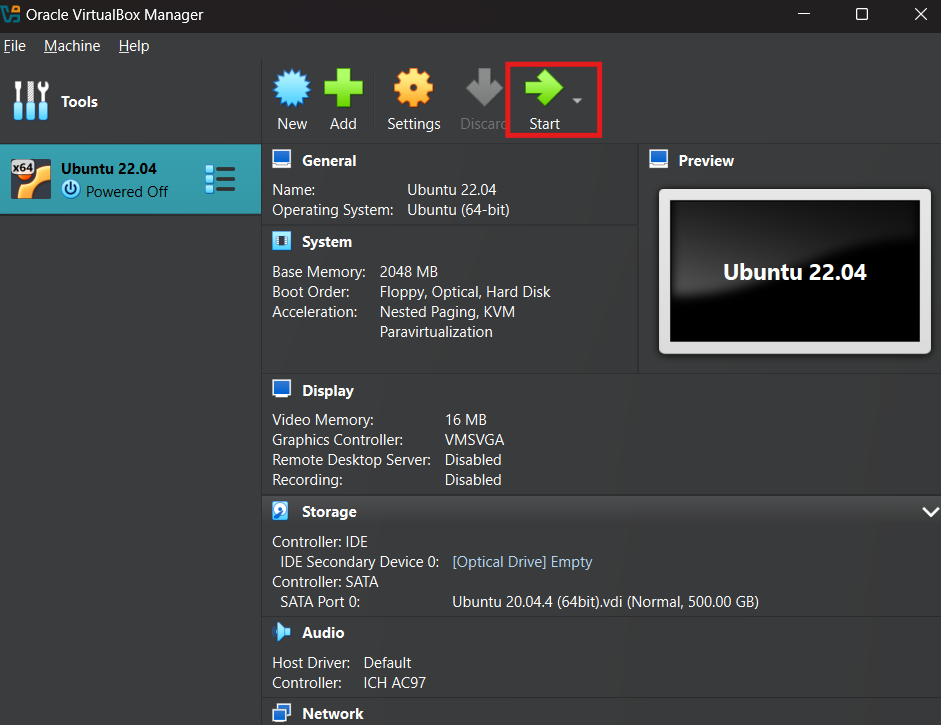 Oracle VirtualBox Manager
File Machine Help
Tools
New Add Settings Discard Start
x64
Ubuntu 22.04
Powered Off
General
Name: Ubuntu 22.04
Operating System: Ubuntu (64-bit)
Preview
Ubuntu 22.04
System
Base Memory: 2048 MB
Boot Order: Floppy, Optical, Hard Disk
Acceleration: Nested Paging, KVM
Paravirtualization
Display
Video Memory: 16 MB
Graphics Controller: VMSVGA
Remote Desktop Server: Disabled
Recording: Disabled
Storage
Controller: IDE
IDE Secondary Device 0: [Optical Drive] Empty
Controller: SATA
SATA Port 0: Ubuntu 20.04.4 (64bit).vdi (Normal, 500.00 GB)
Audio
Host Driver: Default
Controller: ICH AC97
Network